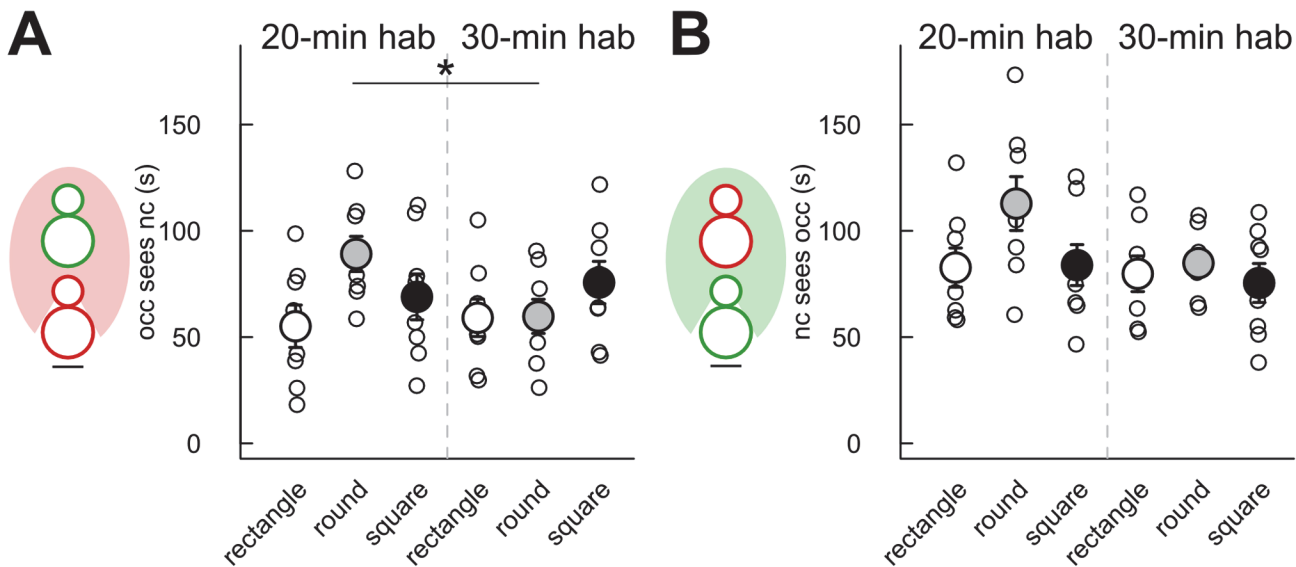 A
20-min hab 30-min hab
*
occ sees nc (s)
150
100
50
0
rectangle
round
square
rectangle
round
square
B
20-min hab 30-min hab
nc sees occ (s)
150
100
50
0
rectangle
round
square
rectangle
round
square